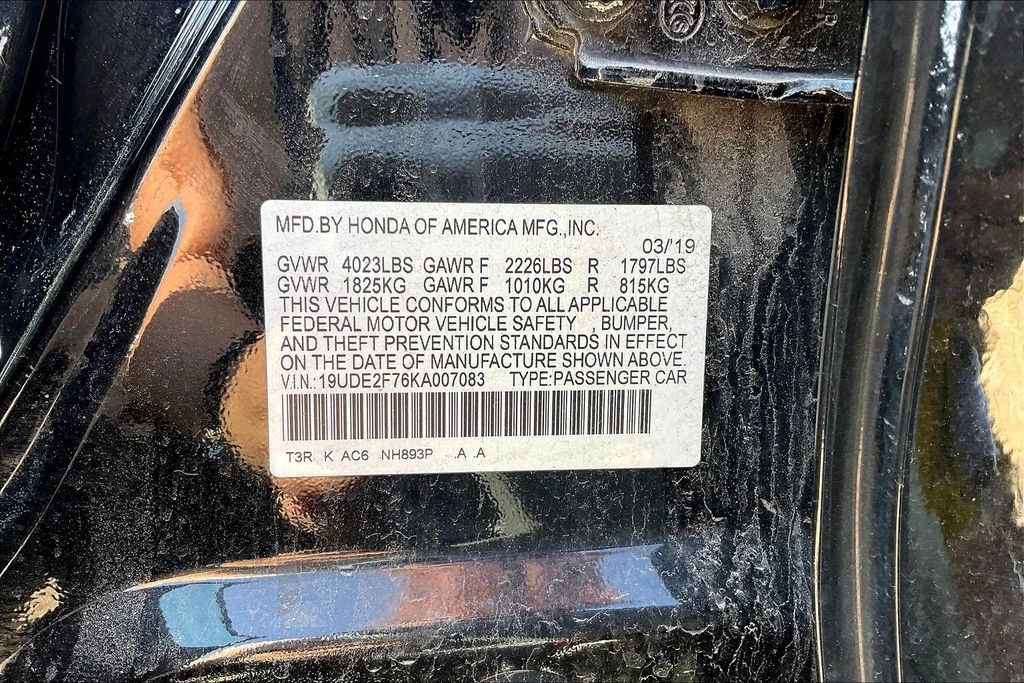 MFD.BY HONDA OF AMERICA MFG.,INC.
03/'19
GVWR 4023LBS GAWR F 2226LBS R 1797LBS
GVWR 1825KG GAWR F 1010KG R 815KG
THIS VEHICLE CONFORMS TO ALL APPLICABLE
FEDERAL MOTOR VEHICLE SAFETY , BUMPER,
AND THEFT PREVENTION STANDARDS IN EFFECT
ON THE DATE OF MANUFACTURE SHOWN ABOVE.
V.I.N.:19UDE2F76KA007083 TYPE:PASSENGER CAR
T3R K AC6 NH893P .A .A